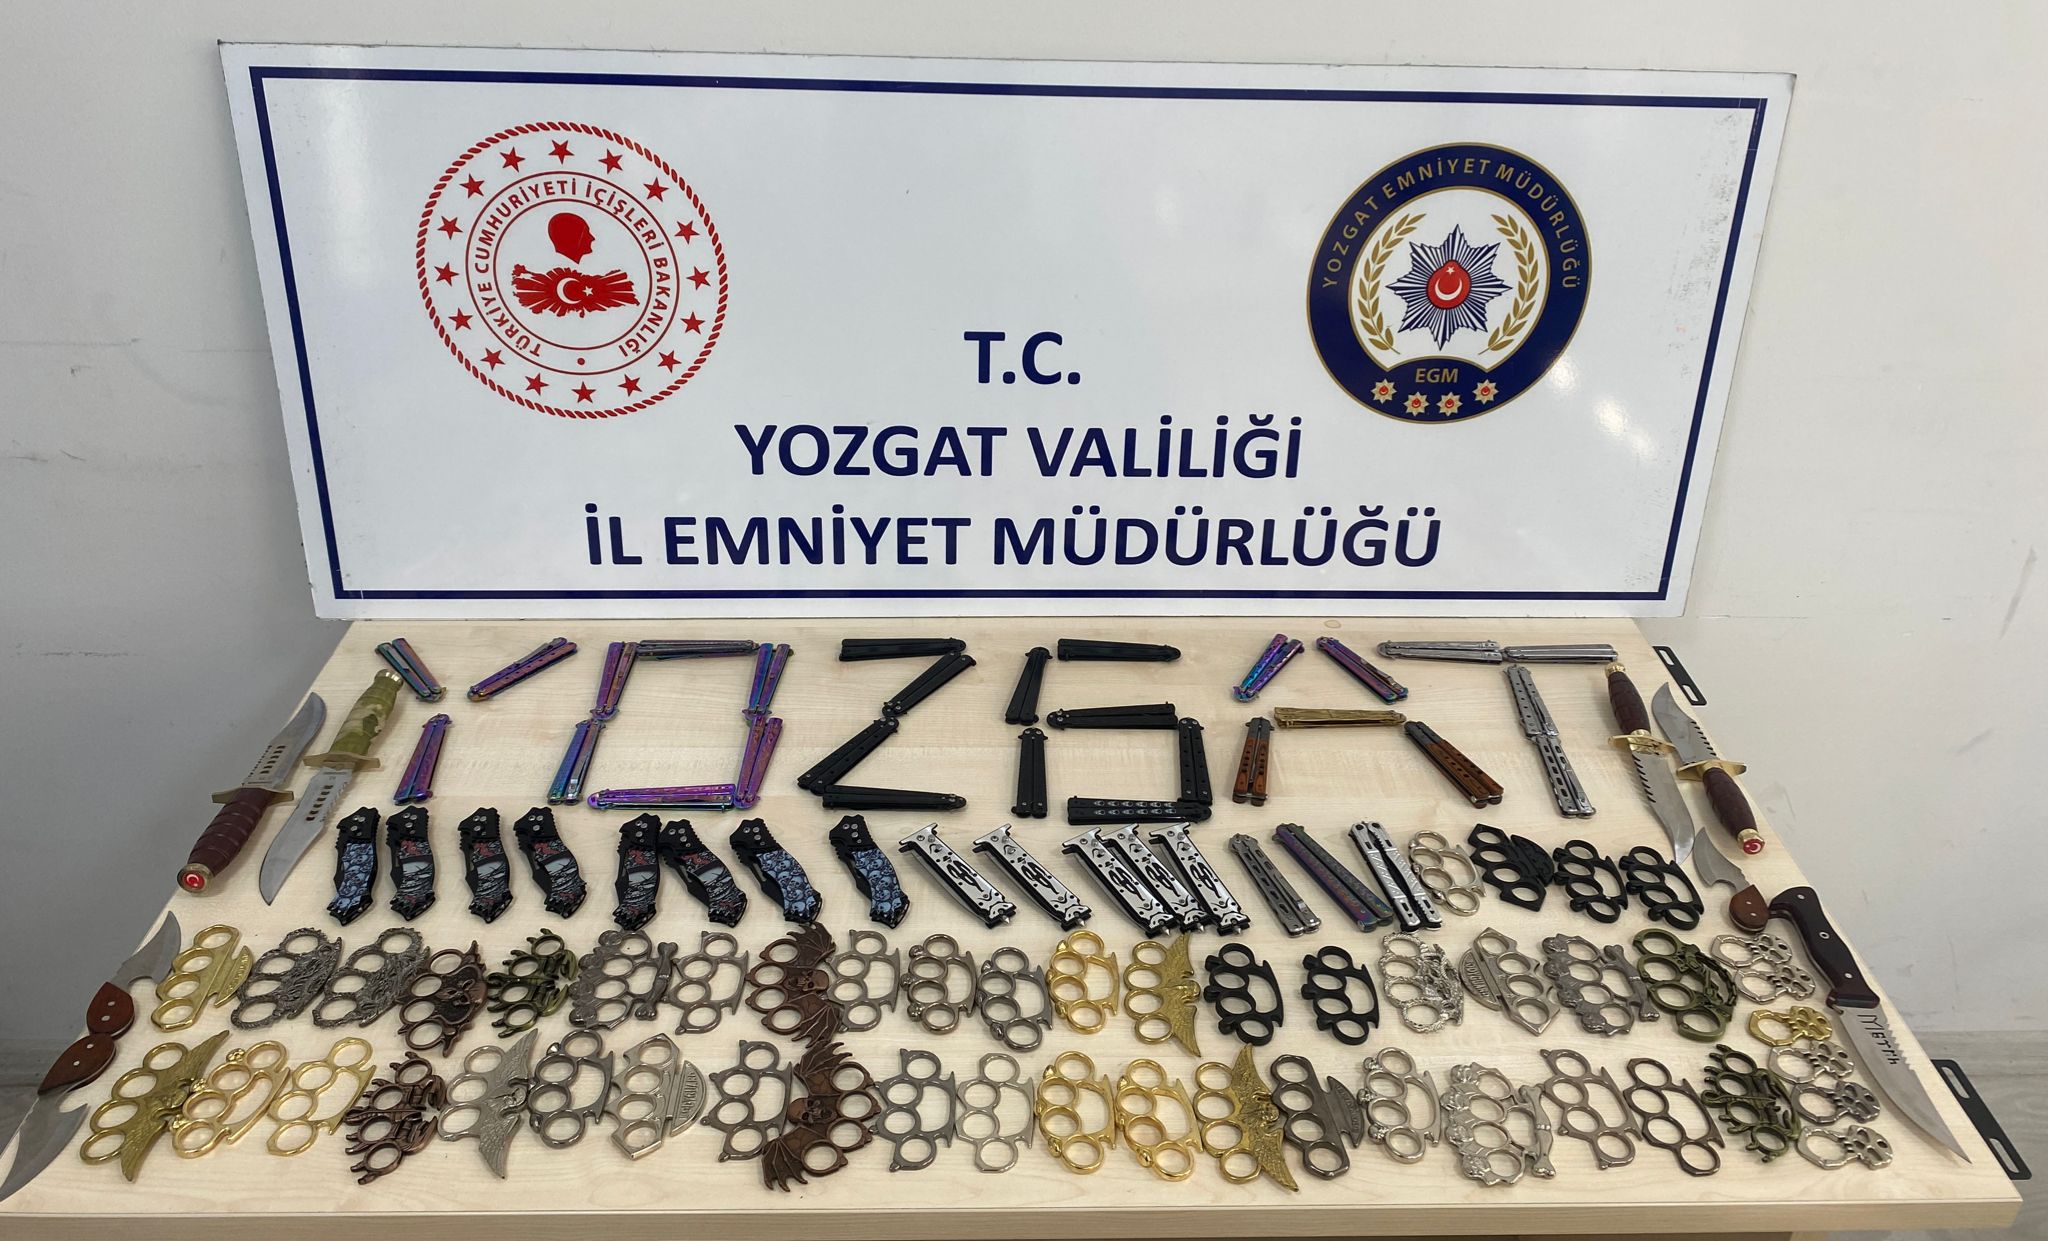 TÜRKİYE CUMHURİYETİ İÇİŞLERİ BAKANLIĞI
YOZGAT EMNİYET MÜDÜRLÜĞÜ
EGM
T.C.
YOZGAT VALİLİĞİ
İL EMNİYET MÜDÜRLÜĞÜ
YOZGAT